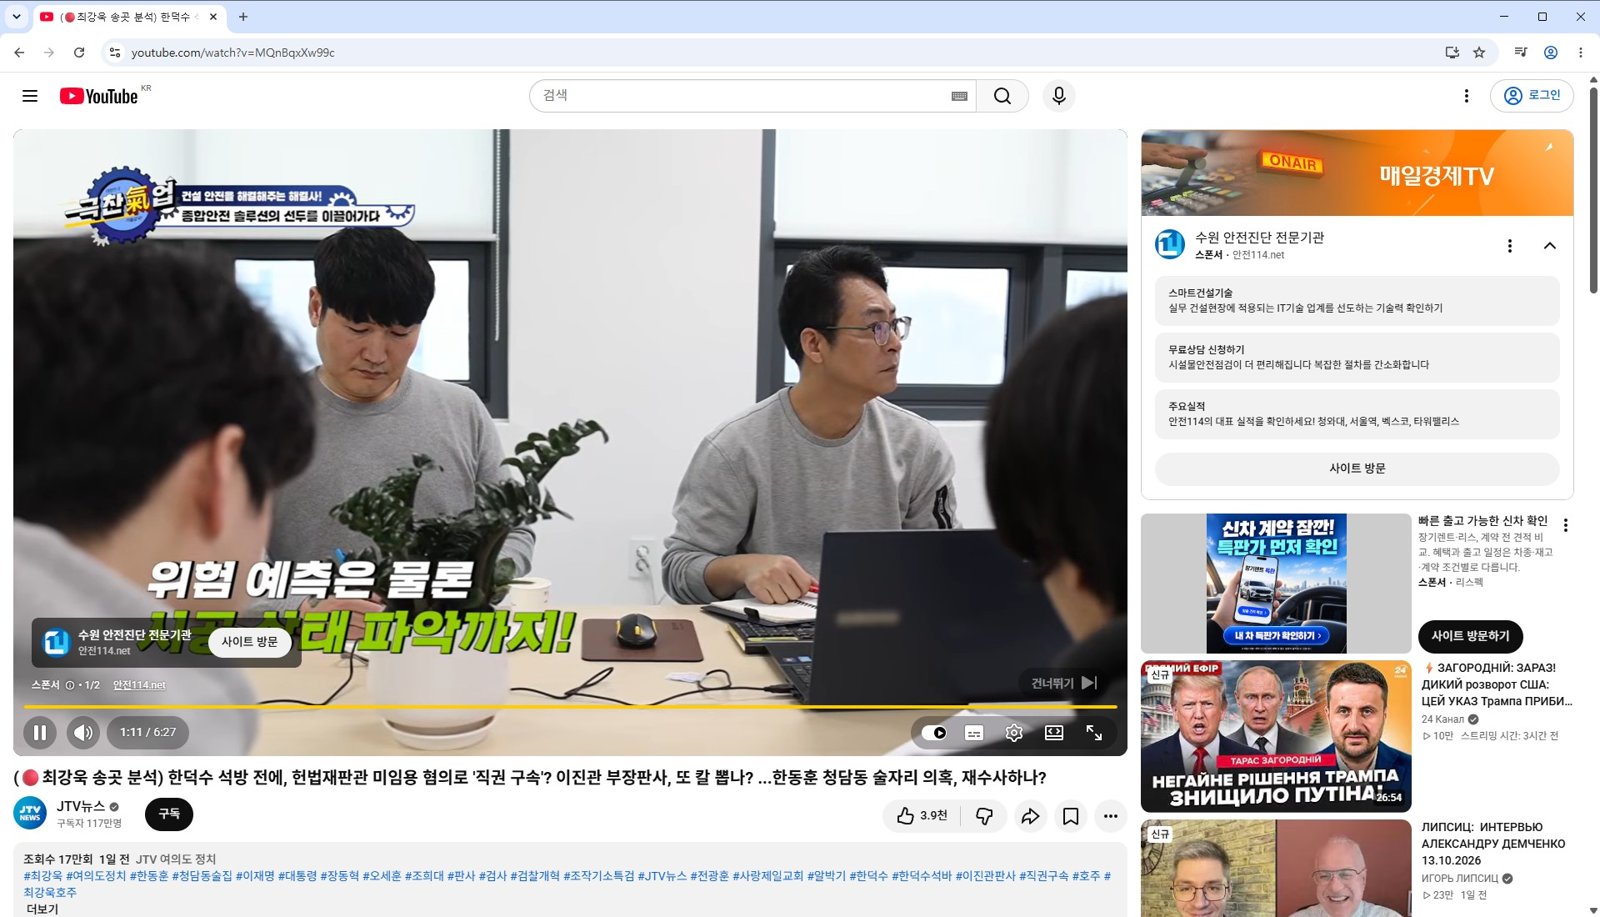 (🔴최강욱 송곳 분석) 한덕수
youtube.com/watch?v=MQnBqxXw99c
YouTube KR
검색
로그인
극찬氣업
건설 안전을 해결해주는 해결사!
종합안전 솔루션의 선두를 이끌어가다
위험 예측은 물론
파악까지!
수원 안전진단 전문기관
안전114.net
사이트 방문
스폰서 · 1/2 안전114.net
건너뛰기
1:11 / 6:27
(🔴최강욱 송곳 분석) 한덕수 석방 전에, 헌법재판관 미임용 혐의로 '직권 구속'? 이진관 부장판사, 또 칼 뽑나? ...한동훈 청담동 술자리 의혹, 재수사하나?
JTV NEWS
JTV뉴스
구독자 117만명
구독
3.9천
조회수 17만회 1일 전 JTV 여의도 정치
#최강욱 #여의도정치 #한동훈 #청담동술집 #이재명 #대통령 #장동혁 #오세훈 #조희대 #판사 #검사 #검찰개혁 #조작기소특검 #JTV뉴스 #전광훈 #사랑제일교회 #알박기 #한덕수 #한덕수석바 #이진관판사 #직권구속 #호주 #
최강욱호주
더보기
ON AIR
매일경제TV
수원 안전진단 전문기관
스폰서 · 안전114.net
스마트건설기술
실무 건설현장에 적용되는 IT기술 업계를 선도하는 기술력 확인하기
무료상담 신청하기
시설물안전점검이 더 편리해집니다 복잡한 절차를 간소화합니다
주요실적
안전114의 대표 실적을 확인하세요! 청와대, 서울역, 벡스코, 타워팰리스
사이트 방문
신차 계약 잠깐!
특판가 먼저 확인
장기렌트 특판
내 차 특판가 확인하기 ›
빠른 출고 가능한 신차 확인
장기렌트·리스, 계약 전 견적 비
교. 혜택과 출고 일정은 차종·재고
·계약 조건별로 다릅니다.
스폰서 · 리스팩
사이트 방문하기
ПРЯМИЙ ЕФІР
신규
24
ТАРАС ЗАГОРОДНІЙ
НЕГАЙНЕ РІШЕННЯ ТРАМПА
ЗНИЩИЛО ПУТІНА!
26:54
⚡ ЗАГОРОДНІЙ: ЗАРАЗ!
ДИКИЙ розворот США:
ЦЕЙ УКАЗ Трампа ПРИБИ...
24 Канал
10만 스트리밍 시간: 3시간 전
신규
ЛИПСИЦ: ИНТЕРВЬЮ
АЛЕКСАНДРУ ДЕМЧЕНКО
13.10.2026
ИГОРЬ ЛИПСИЦ
23만 1일 전